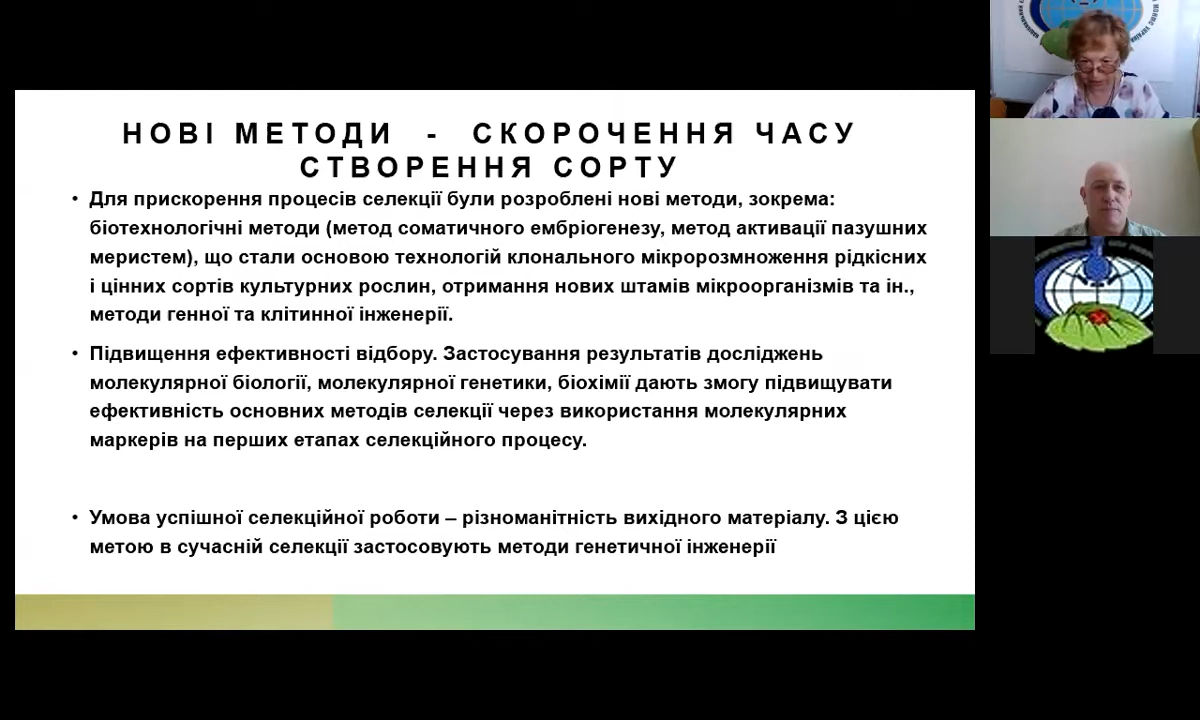 НОВІ МЕТОДИ - СКОРОЧЕННЯ ЧАСУ
СТВОРЕННЯ СОРТУ
• Для прискорення процесів селекції були розроблені нові методи, зокрема:
біотехнологічні методи (метод соматичного ембріогенезу, метод активації пазушних
меристем), що стали основою технологій клонального мікророзмноження рідкісних
і цінних сортів культурних рослин, отримання нових штамів мікроорганізмів та ін.,
методи генної та клітинної інженерії.
• Підвищення ефективності відбору. Застосування результатів досліджень
молекулярної біології, молекулярної генетики, біохімії дають змогу підвищувати
ефективність основних методів селекції через використання молекулярних
маркерів на перших етапах селекційного процесу.
• Умова успішної селекційної роботи – різноманітність вихідного матеріалу. З цією
метою в сучасній селекції застосовують методи генетичної інженерії